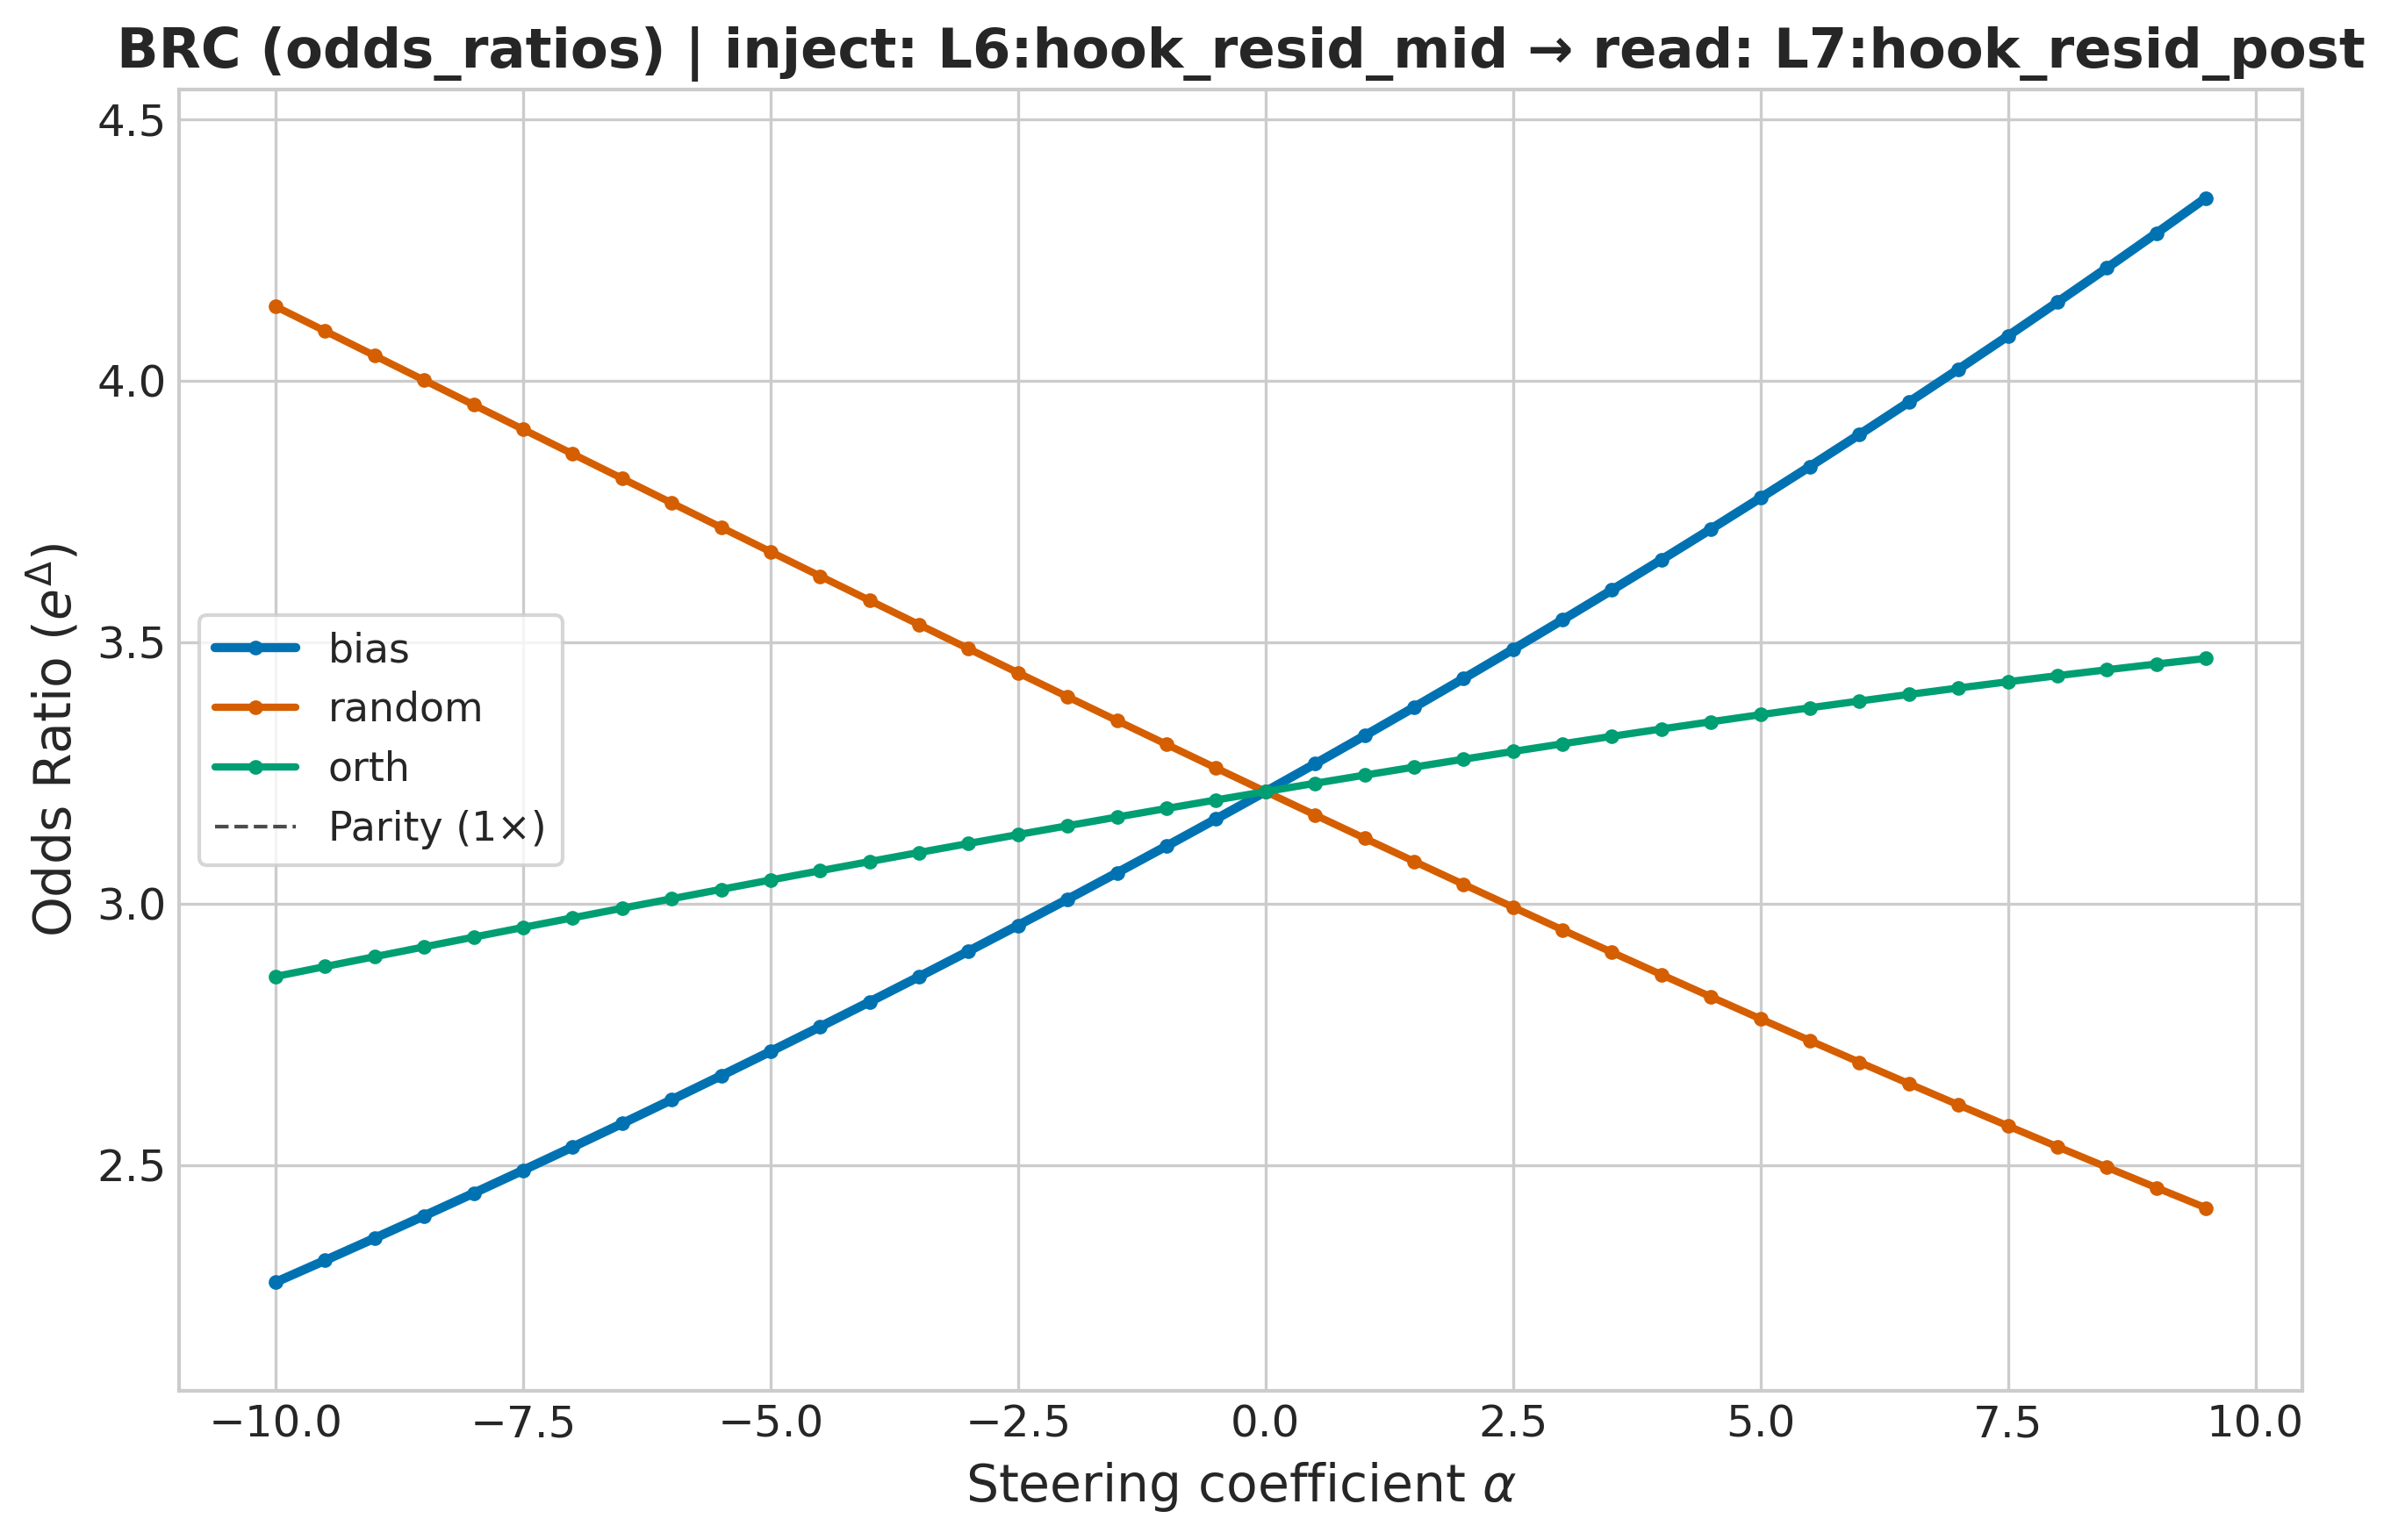 BRC (odds_ratios) | inject: L6:hook_resid_mid → read: L7:hook_resid_post
Odds Ratio (e^Δ)
4.5
4.0
3.5
3.0
2.5
bias
random
orth
Parity (1×)
−10.0 −7.5 −5.0 −2.5 0.0 2.5 5.0 7.5 10.0
Steering coefficient α